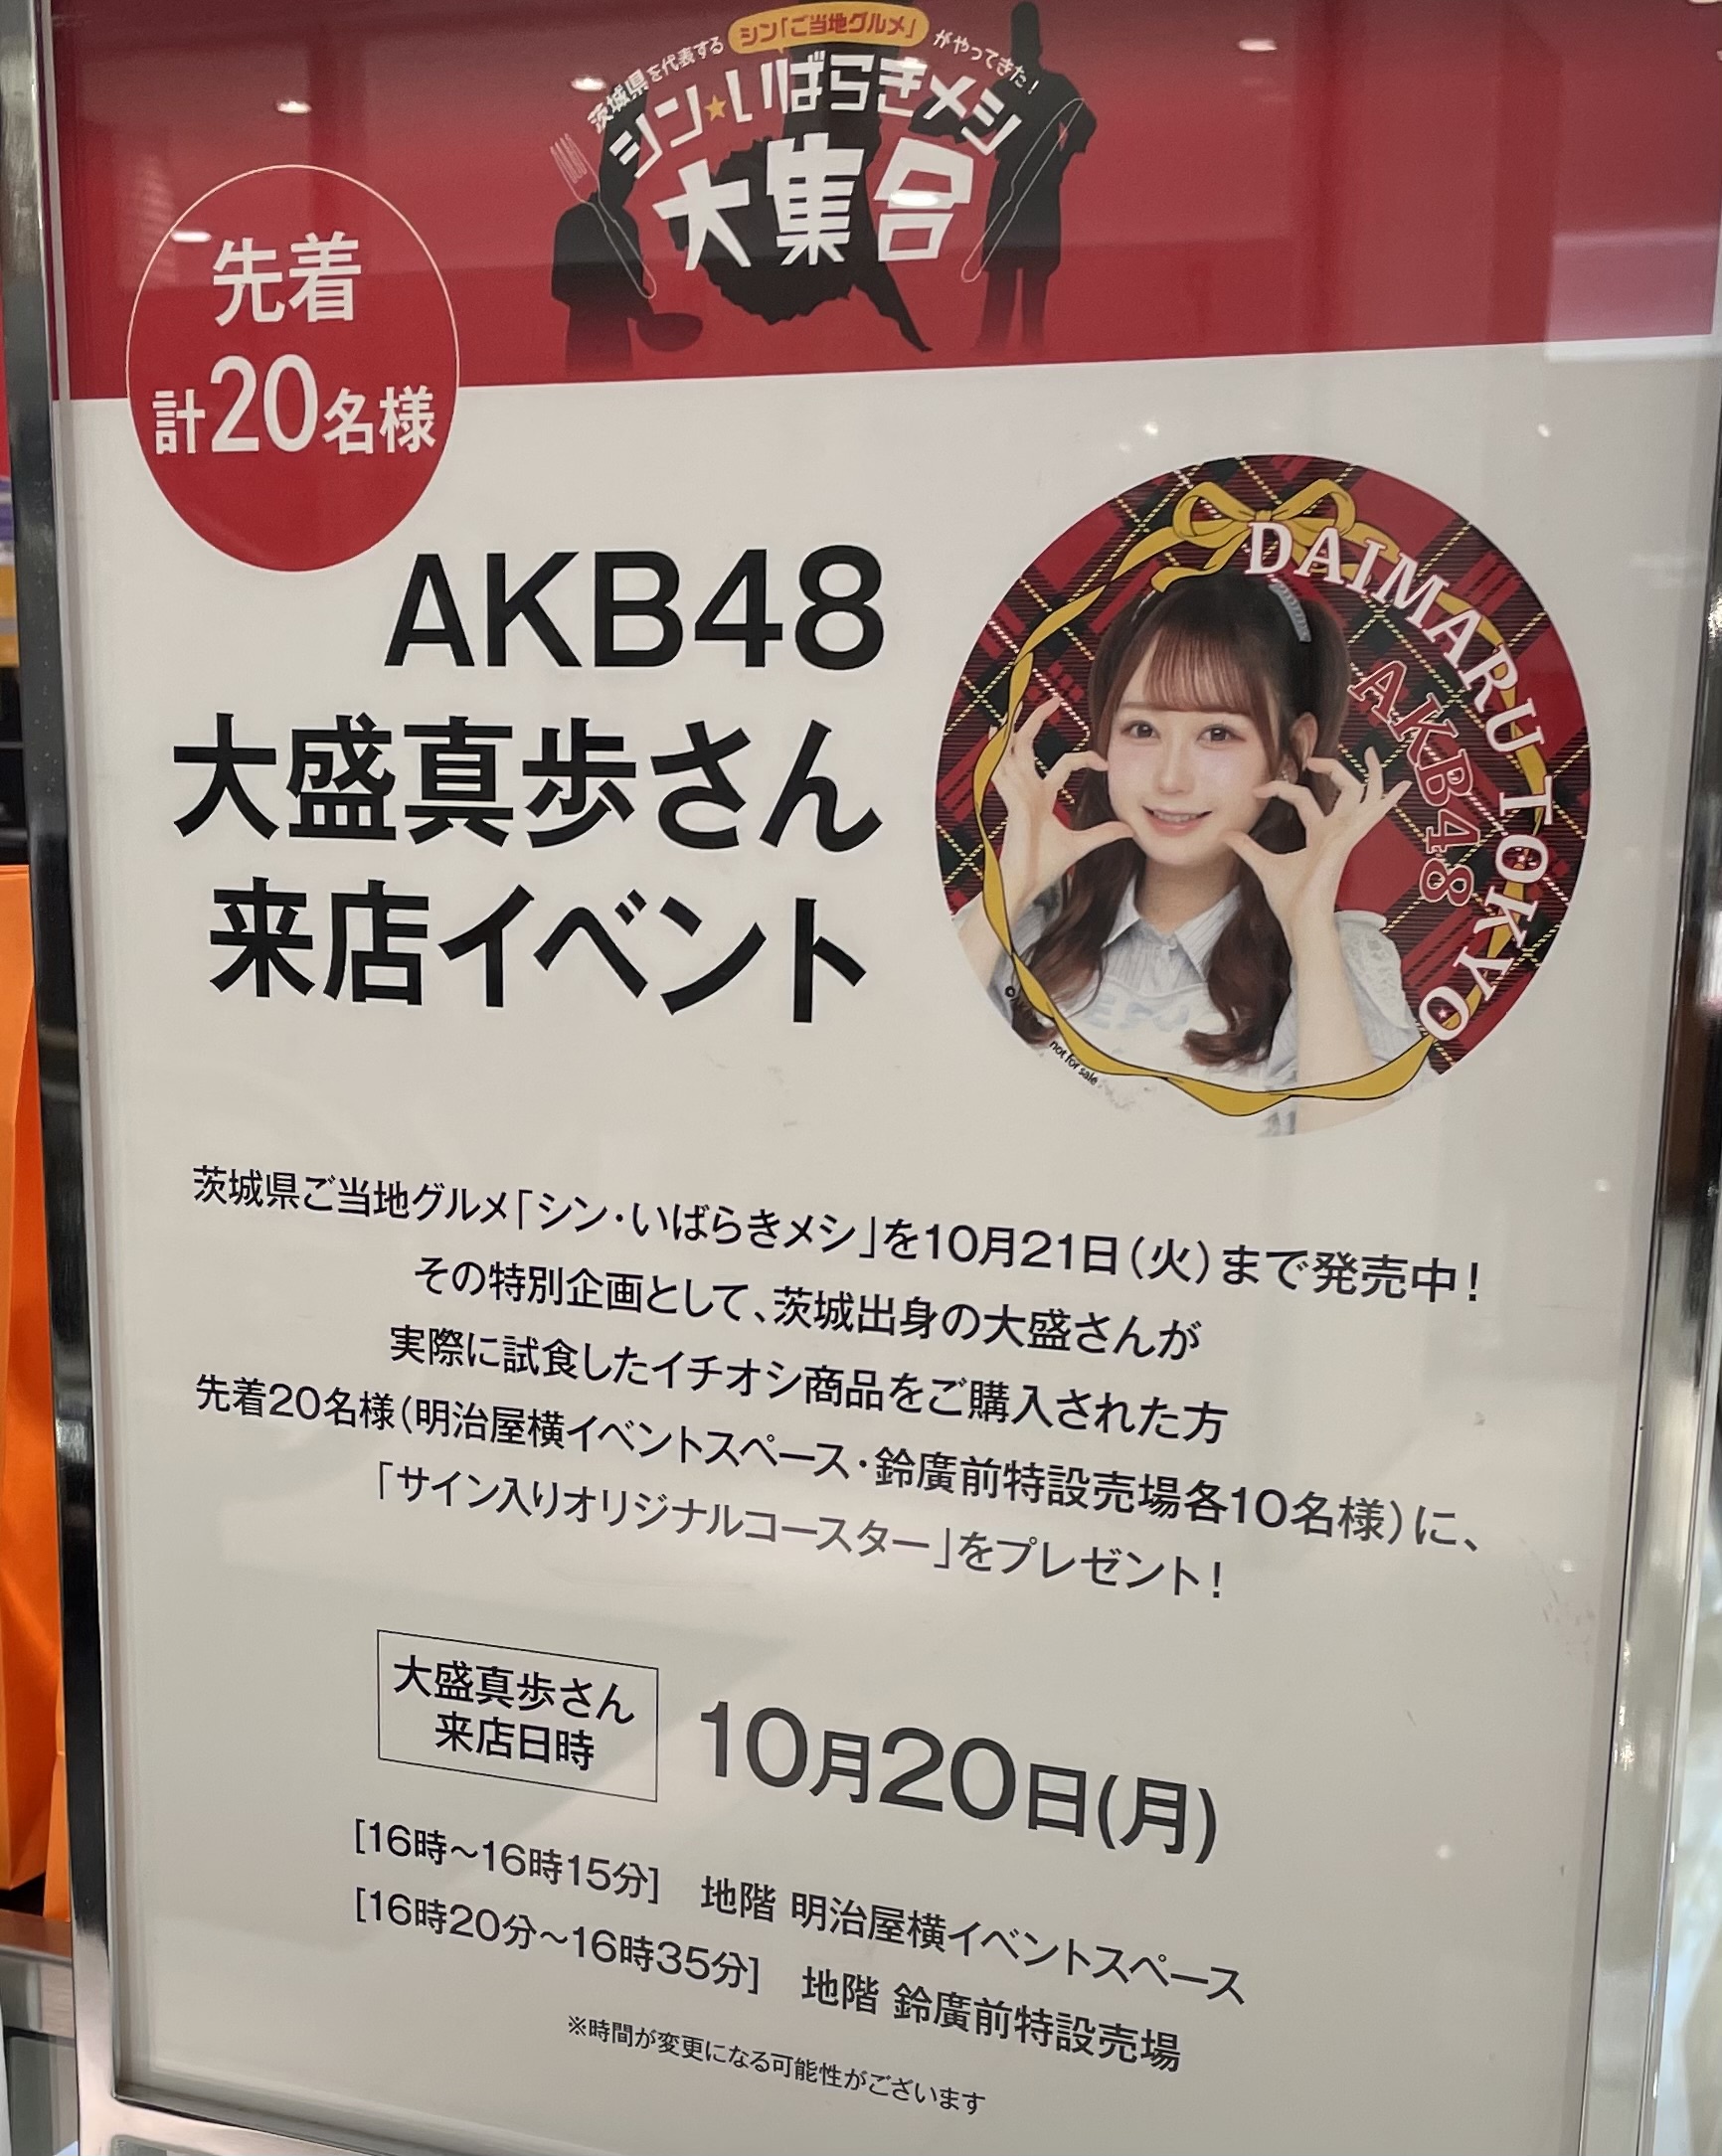 茨城県を代表するシン「ご当地グルメ」がやってきた!
シン★いばらきメシ
大集合
先着
計20名様
AKB48
大盛真歩さん
来店イベント
DAIMARU TOKYO
AKB48
not for sale
茨城県ご当地グルメ「シン・いばらきメシ」を10月21日(火)まで発売中!
その特別企画として、茨城出身の大盛さんが
実際に試食したイチオシ商品をご購入された方
先着20名様(明治屋横イベントスペース・鈴廣前特設売場各10名様)に、
「サイン入りオリジナルコースター」をプレゼント!
大盛真歩さん
来店日時
10月20日(月)
[16時〜16時15分] 地階 明治屋横イベントスペース
[16時20分〜16時35分] 地階 鈴廣前特設売場
※時間が変更になる可能性がございます